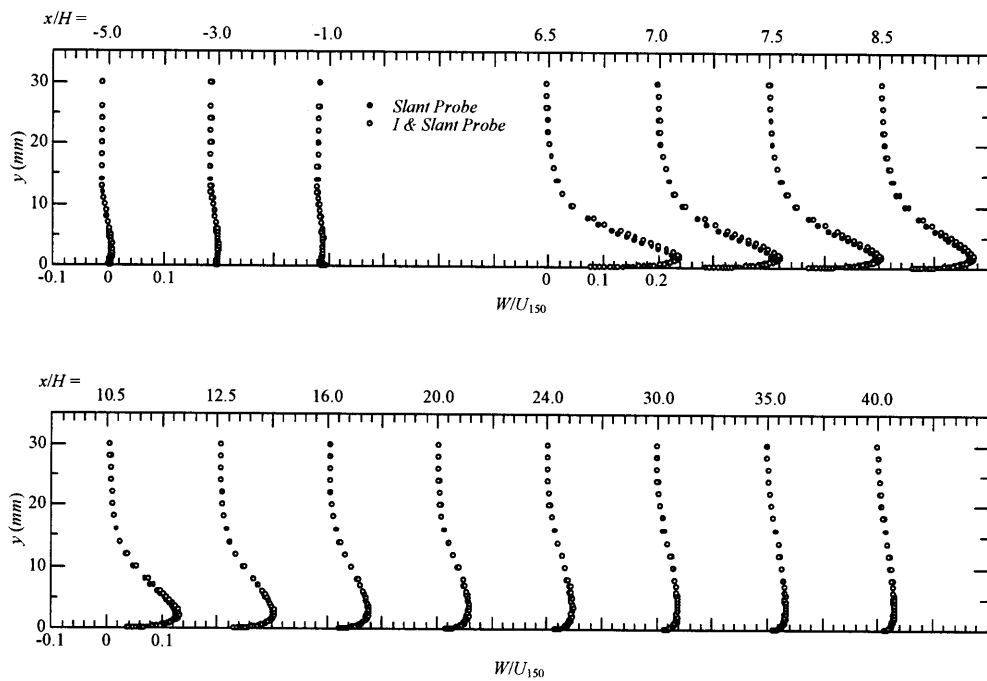 x/H =
-5.0 -3.0 -1.0 6.5 7.0 7.5 8.5
30
20
10
0
y (mm)
Slant Probe
I & Slant Probe
-0.1 0 0.1 0 0.1 0.2
W/U150
x/H =
10.5 12.5 16.0 20.0 24.0 30.0 35.0 40.0
30
20
10
0
y (mm)
-0.1 0 0.1
W/U150